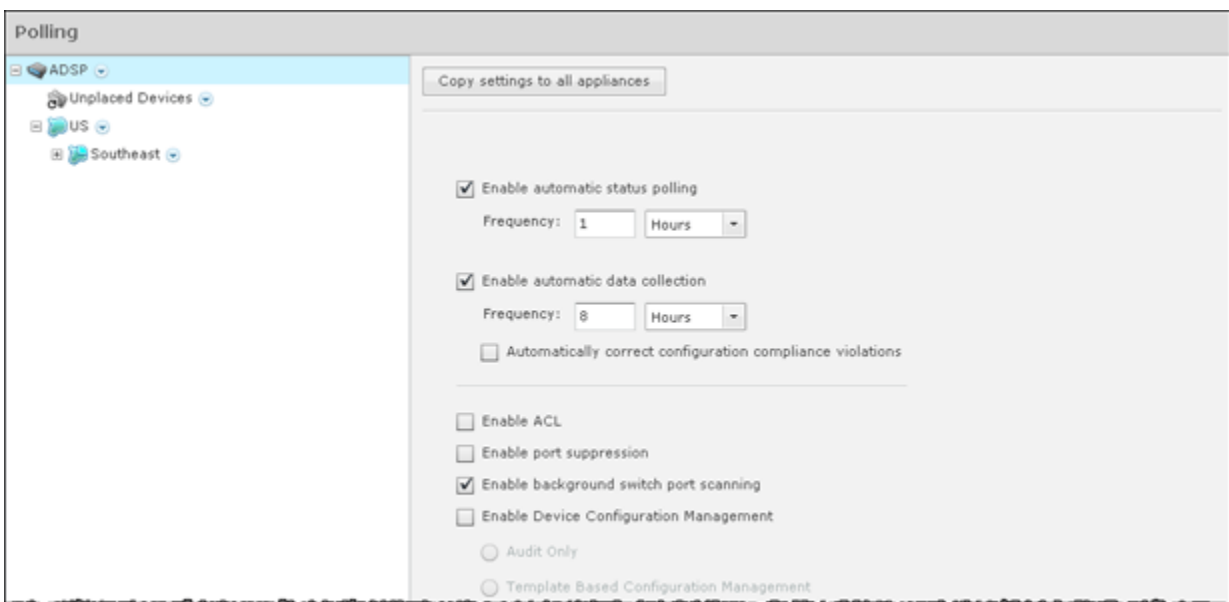 Polling
ADSP
Unplaced Devices
US
Southeast
Copy settings to all appliances
Enable automatic status polling
Frequency: 1 Hours
Enable automatic data collection
Frequency: 8 Hours
Automatically correct configuration compliance violations
Enable ACL
Enable port suppression
Enable background switch port scanning
Enable Device Configuration Management
Audit Only
Template Based Configuration Management